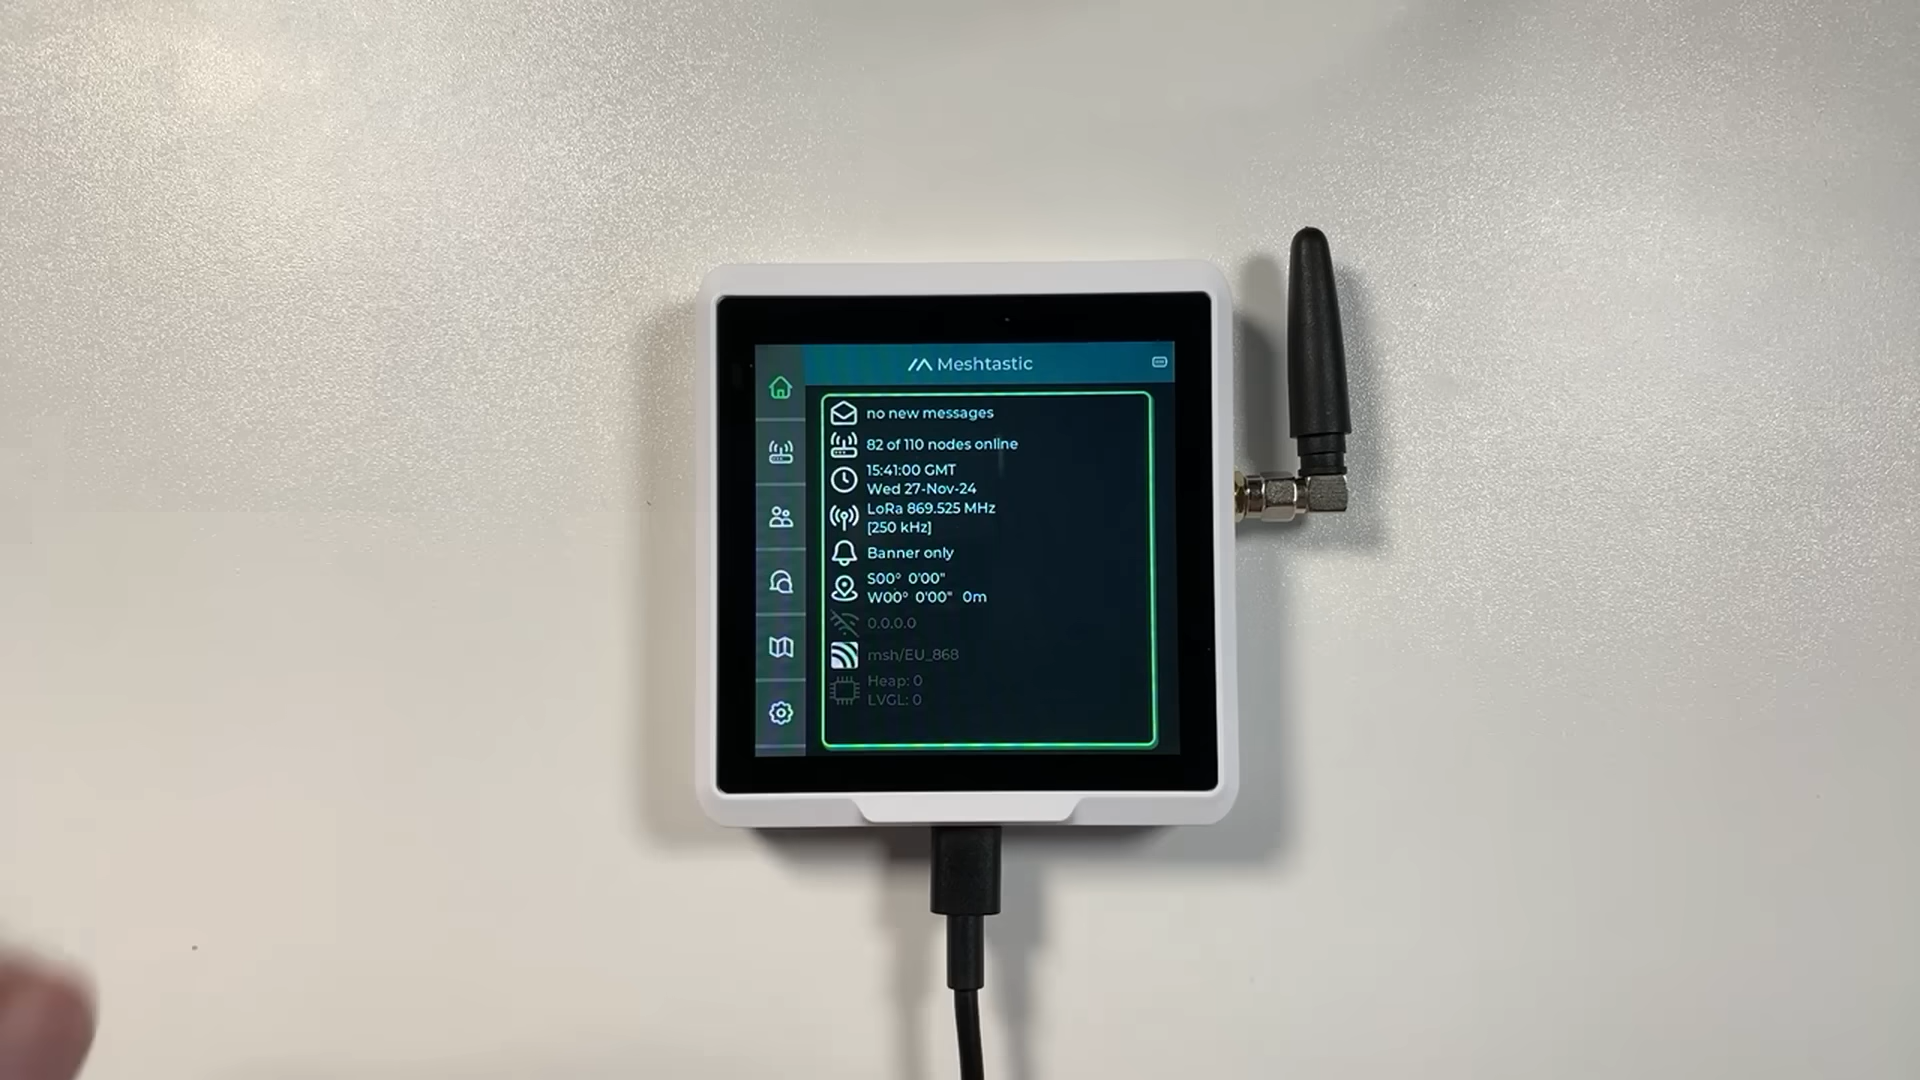 Meshtastic
no new messages
82 of 110 nodes online
15:41:00 GMT
Wed 27-Nov-24
LoRa 869.525 MHz
[250 kHz]
Banner only
S00° 0'00"
W00° 0'00" 0m
0.0.0.0
msh/EU_868
Heap: 0
LVGL: 0